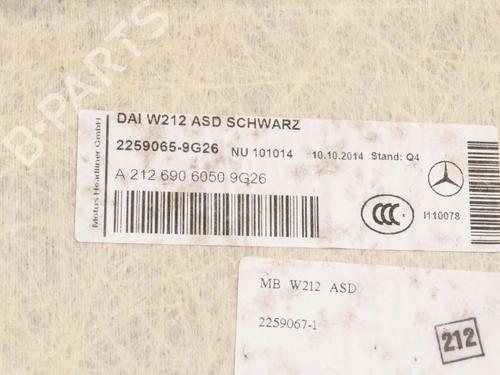 B-PARTS
DAI W212 ASD SCHWARZ
2259065-9G26 NU 101014 10.10.2014 Stand: Q4
A 212 690 6050 9G26
Motus Headliner GmbH
CCC
I110078
MB W212 ASD
2259067-1
212